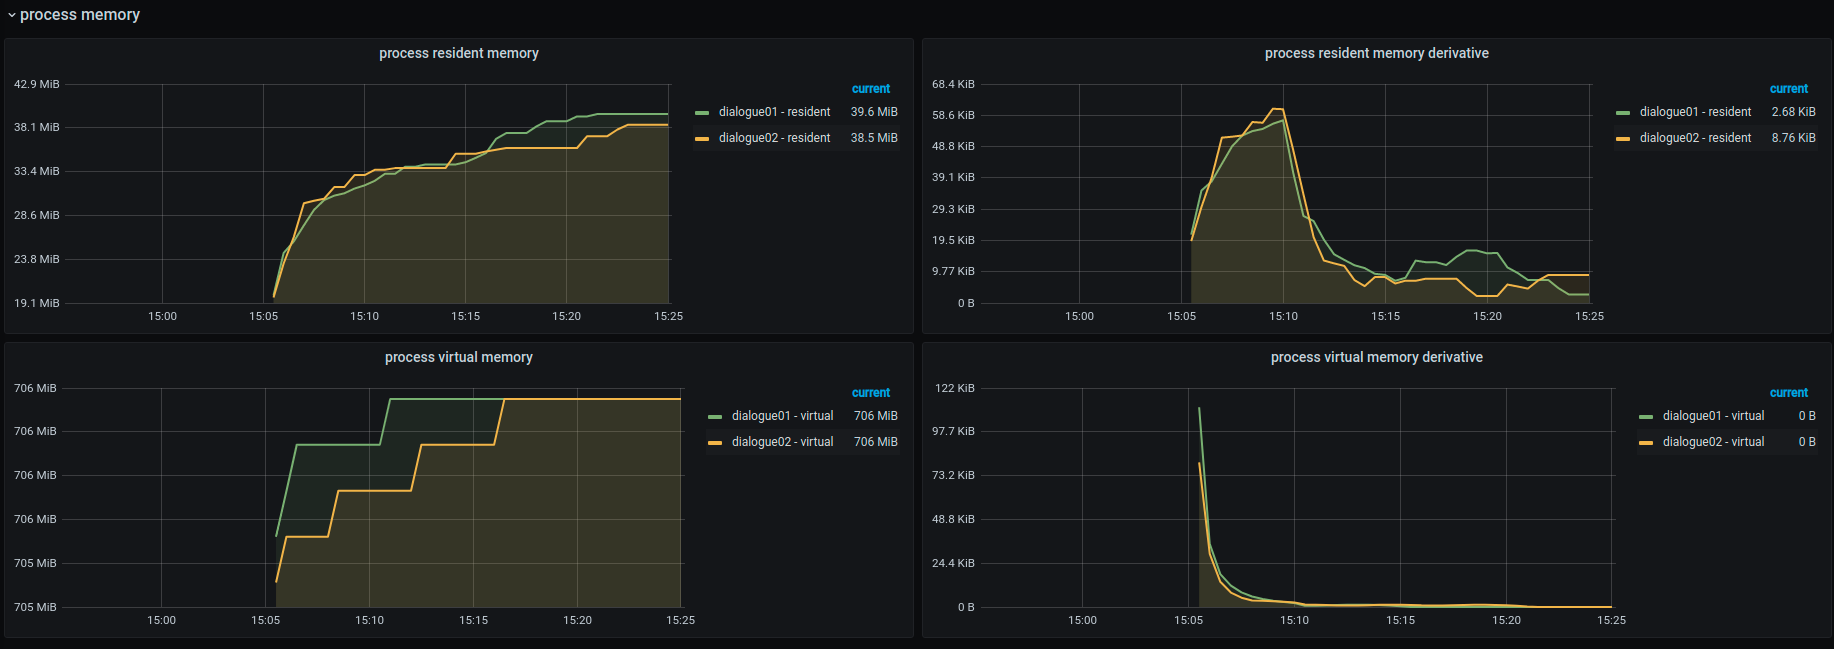 process memory
process resident memory
42.9 MiB
38.1 MiB
33.4 MiB
28.6 MiB
23.8 MiB
19.1 MiB
15:00 15:05 15:10 15:15 15:20 15:25
current
dialogue01 - resident 39.6 MiB
dialogue02 - resident 38.5 MiB
process resident memory derivative
68.4 KiB
58.6 KiB
48.8 KiB
39.1 KiB
29.3 KiB
19.5 KiB
9.77 KiB
0 B
15:00 15:05 15:10 15:15 15:20 15:25
current
dialogue01 - resident 2.68 KiB
dialogue02 - resident 8.76 KiB
process virtual memory
706 MiB
706 MiB
706 MiB
706 MiB
705 MiB
705 MiB
15:00 15:05 15:10 15:15 15:20 15:25
current
dialogue01 - virtual 706 MiB
dialogue02 - virtual 706 MiB
process virtual memory derivative
122 KiB
97.7 KiB
73.2 KiB
48.8 KiB
24.4 KiB
0 B
15:00 15:05 15:10 15:15 15:20 15:25
current
dialogue01 - virtual 0 B
dialogue02 - virtual 0 B